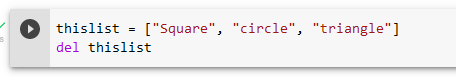 thislist = ["Square", "circle", "triangle"]
del thislist